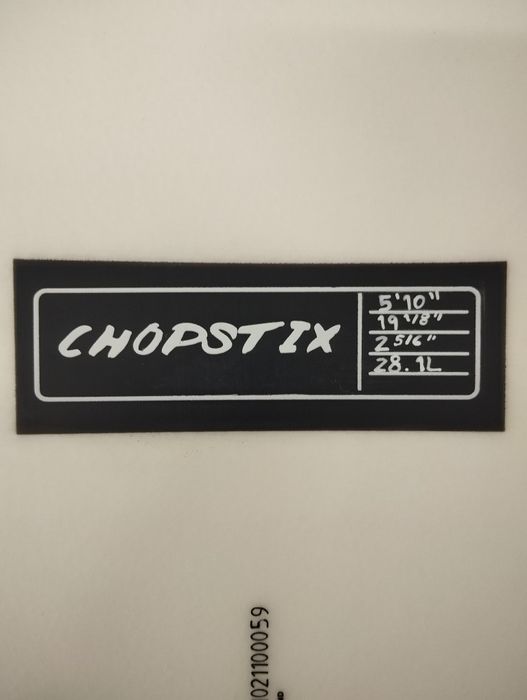 CHOPSTIX
5'10"
19 1/8"
2 5/16"
28.1L
021100059